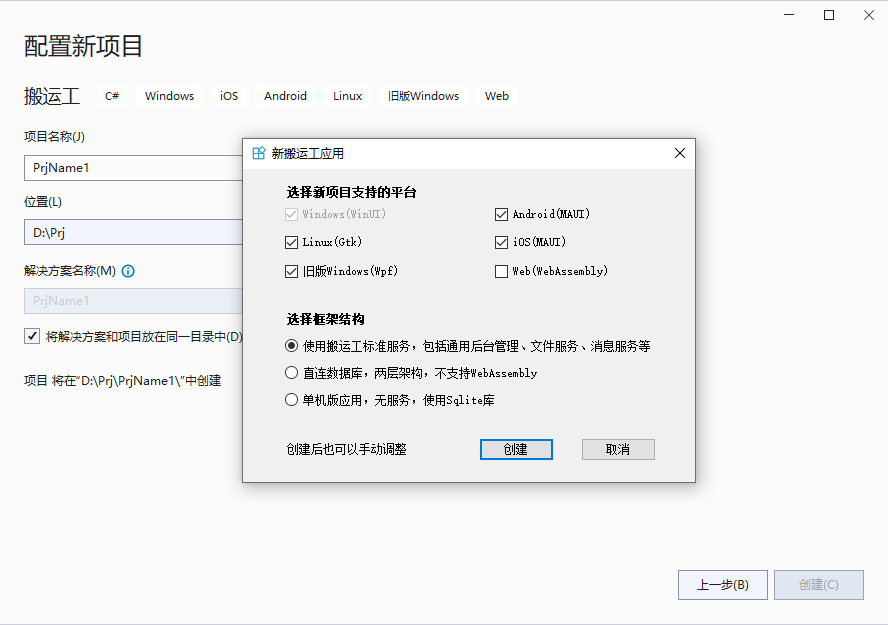 配置新项目
搬运工 C# Windows iOS Android Linux 旧版Windows Web
项目名称(J)
PrjName1
位置(L)
D:\Prj
解决方案名称(M)
PrjName1
将解决方案和项目放在同一目录中(D)
项目 将在“D:\Prj\PrjName1\”中创建
新搬运工应用
选择新项目支持的平台
Windows(WinUI) Android(MAUI)
Linux(Gtk) iOS(MAUI)
旧版Windows(Wpf) Web(WebAssembly)
选择框架结构
使用搬运工标准服务，包括通用后台管理、文件服务、消息服务等
直连数据库，两层架构，不支持WebAssembly
单机版应用，无服务，使用Sqlite库
创建后也可以手动调整 创建 取消
上一步(B) 创建(C)